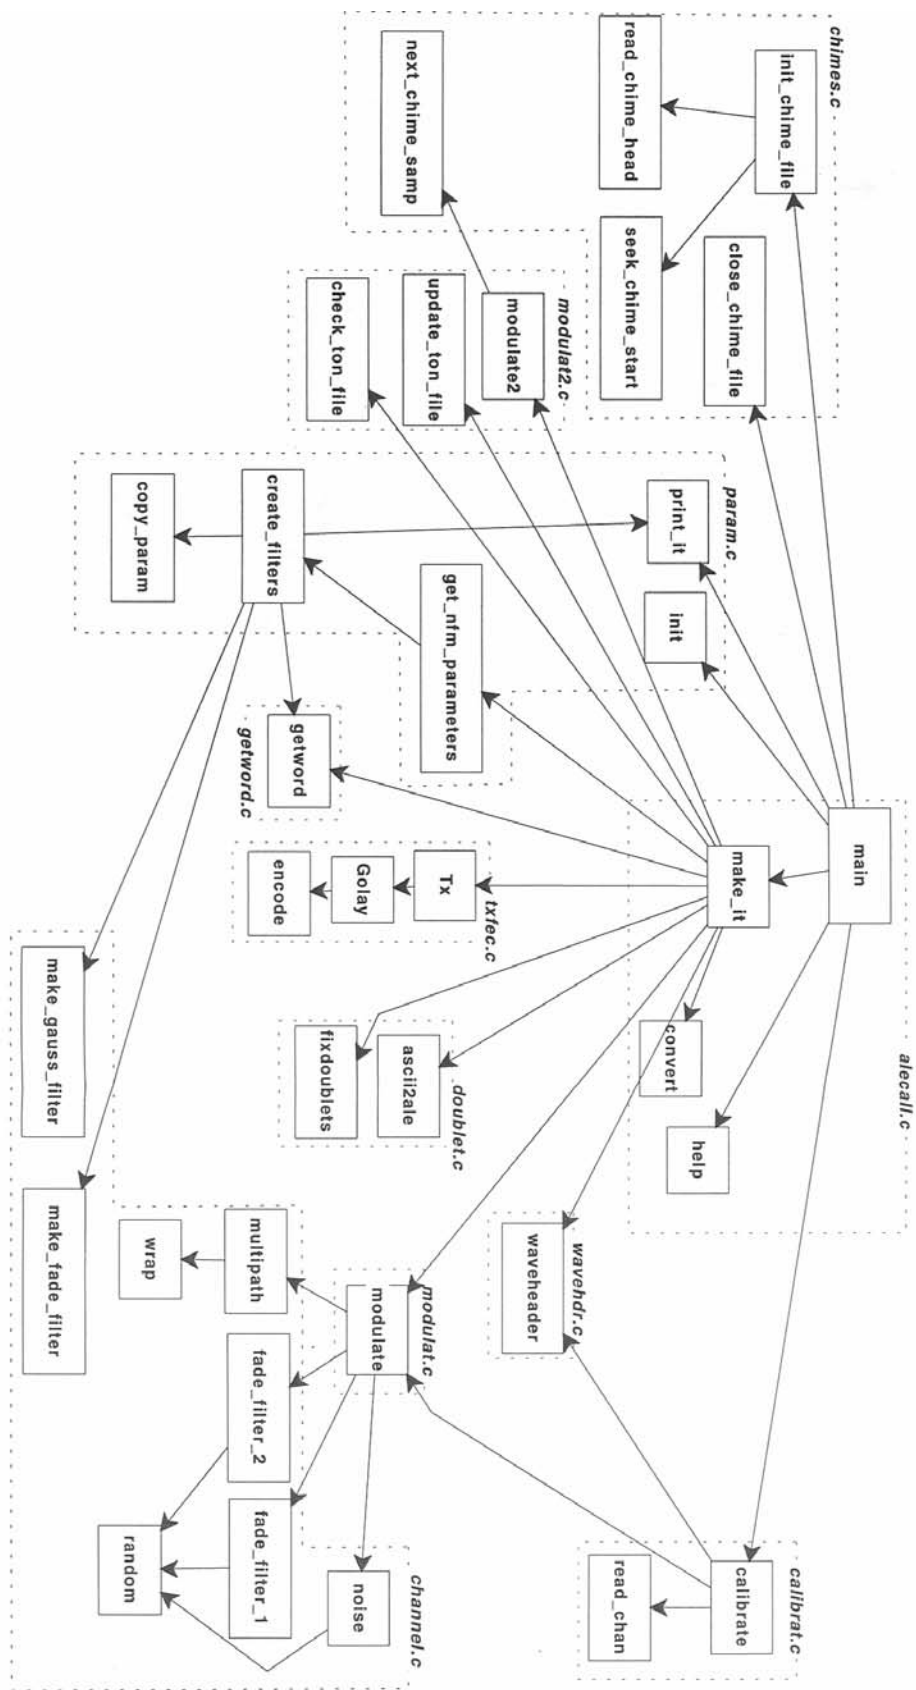 alecall.c
main
chimes.c
calibrat.c
init_chime_file
close_chime_file
make_it
calibrate
param.c
help
print_it
init
convert
read_chime_head
seek_chime_start
read_chan
modulat2.c
wavehdr.c
modulate2
waveheader
txfec.c
doublet.c
next_chime_samp
update_ton_file
get_nfm_parameters
Tx
ascii2ale
modulat.c
channel.c
check_ton_file
Golay
modulate
noise
fixdoublets
create_filters
getword
getword.c
encode
multipath
fade_filter_2
fade_filter_1
copy_param
wrap
random
make_gauss_filter
make_fade_filter